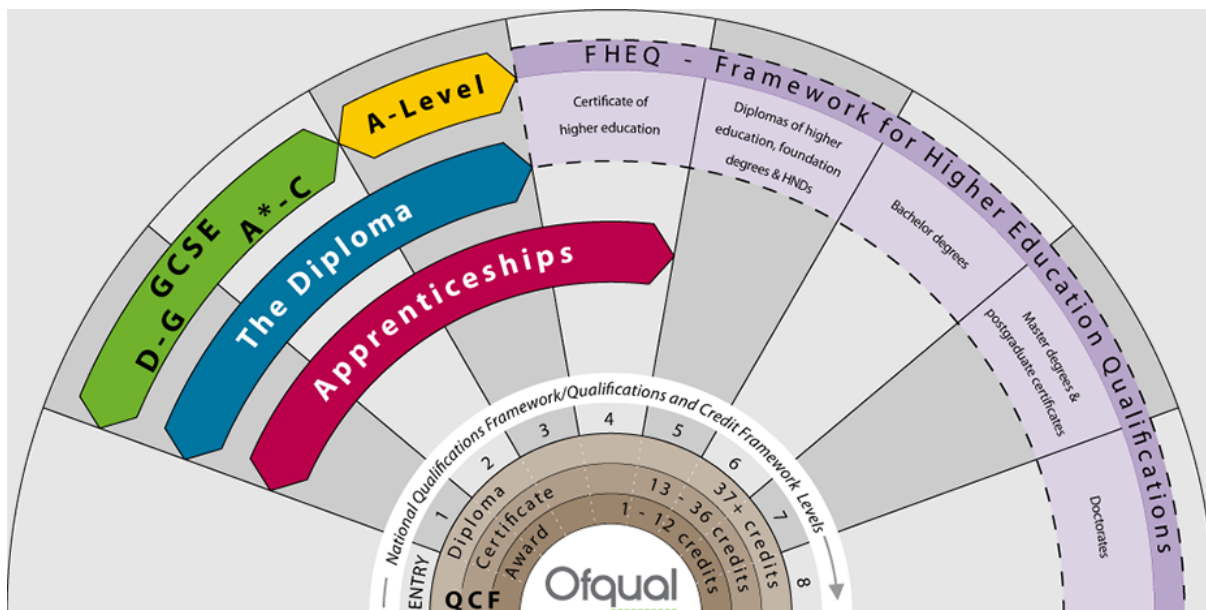 A-Level
GCSE
D-G A*-C
The Diploma
Apprenticeships
FHEQ - Framework for Higher Education Qualifications
Certificate of
higher education
Diplomas of higher
education, foundation
degrees & HNDs
Bachelor degrees
Master degrees &
postgraduate certificates
Doctorates
National Qualifications Framework/Qualifications and Credit Framework Levels
ENTRY
1
2
3
4
5
6
7
8
Diploma 37+ credits
Certificate 13 - 36 credits
Award 1 - 12 credits
QCF
Ofqual